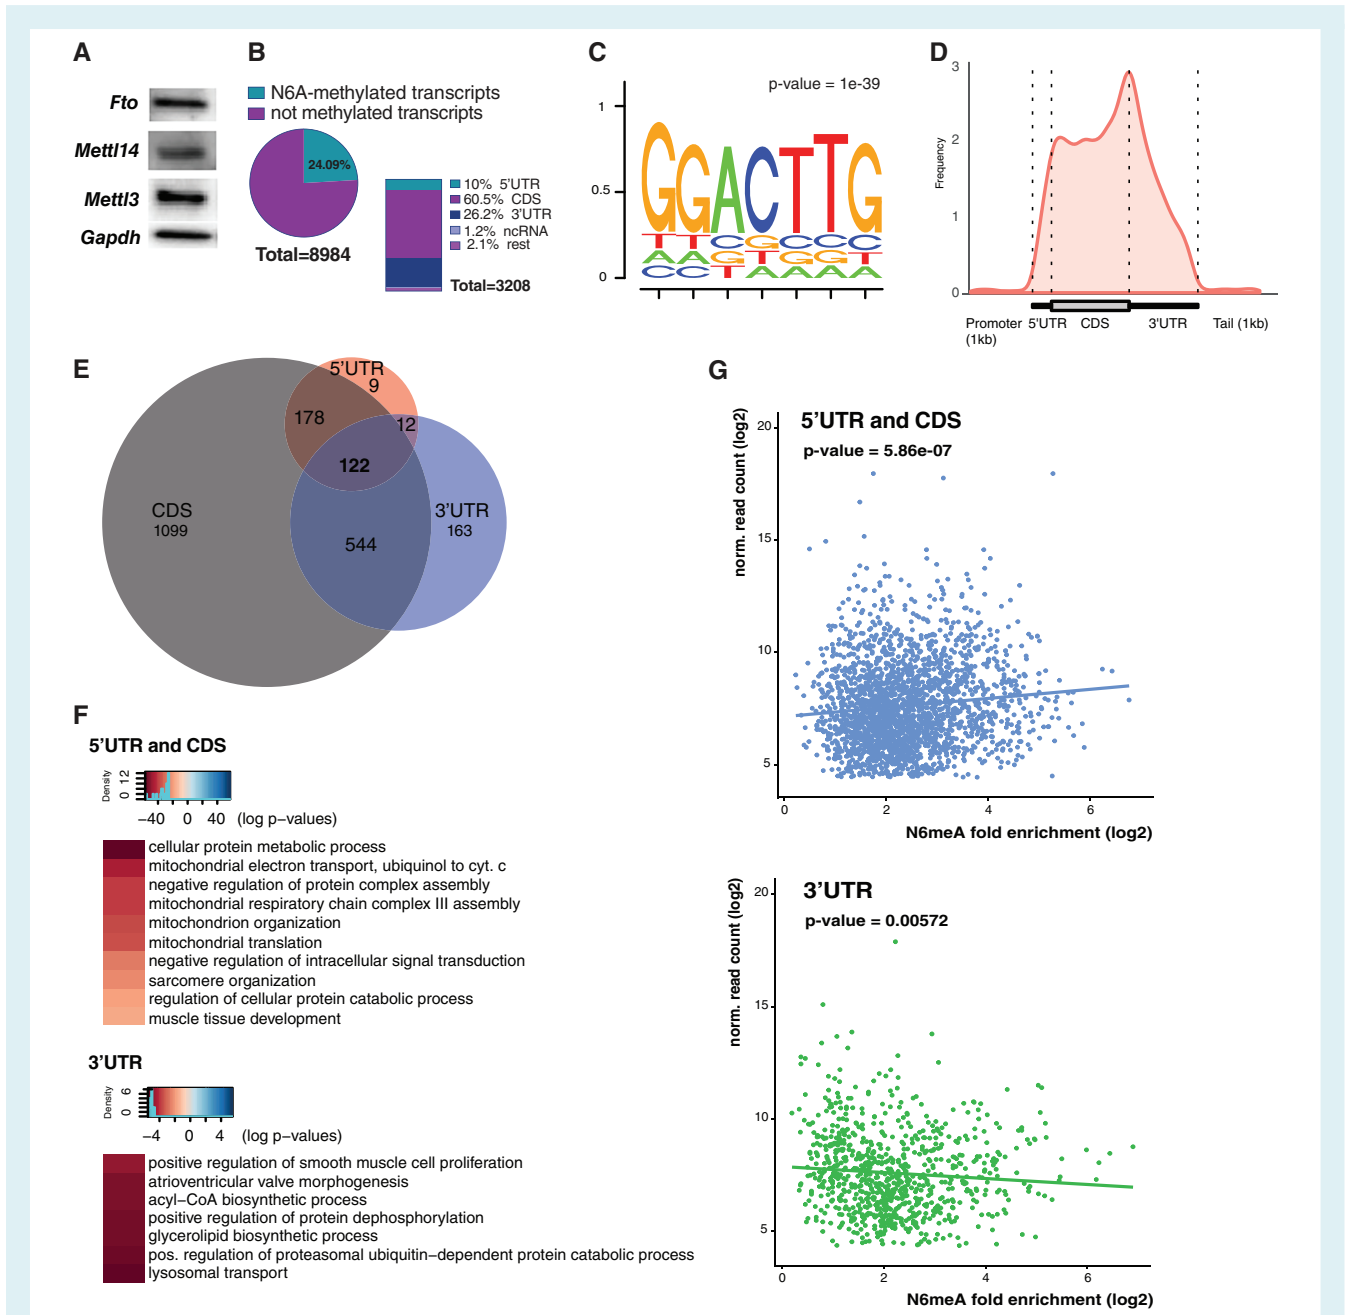 A
Fto
Mettl14
Mettl3
Gapdh
B
N6A-methylated transcripts
not methylated transcripts
24.09%
Total=8984
10% 5'UTR
60.5% CDS
26.2% 3'UTR
1.2% ncRNA
2.1% rest
Total=3208
C
p-value = 1e-39
1
0.5
0
GGACTTG
TTCGCCC
AAGTGGT
CCTAAAA
D
Frequency
3
2
1
0
Promoter (1kb)
5'UTR
CDS
3'UTR
Tail (1kb)
E
5'UTR
9
178
12
122
CDS
1099
3'UTR
163
544
F
5'UTR and CDS
Density
0 12
−40 0 40 (log p−values)
cellular protein metabolic process
mitochondrial electron transport, ubiquinol to cyt. c
negative regulation of protein complex assembly
mitochondrial respiratory chain complex III assembly
mitochondrion organization
mitochondrial translation
negative regulation of intracellular signal transduction
sarcomere organization
regulation of cellular protein catabolic process
muscle tissue development
3'UTR
Density
0 6
−4 0 4 (log p−values)
positive regulation of smooth muscle cell proliferation
atrioventricular valve morphogenesis
acyl−CoA biosynthetic process
positive regulation of protein dephosphorylation
glycerolipid biosynthetic process
pos. regulation of proteasomal ubiquitin−dependent protein catabolic process
lysosomal transport
G
5'UTR and CDS
p-value = 5.86e-07
norm. read count (log2)
20
15
10
5
0 2 4 6
N6meA fold enrichment (log2)
3'UTR
p-value = 0.00572
norm. read count (log2)
20
15
10
5
0 2 4 6
N6meA fold enrichment (log2)